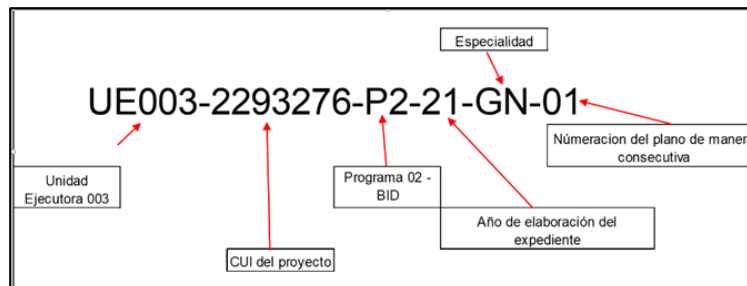 Especialidad
UE003-2293276-P2-21-GN-01
Númeracion del plano de manera
consecutiva
Unidad
Ejecutora 003
Programa 02 -
BID
Año de elaboración del
expediente
CUI del proyecto